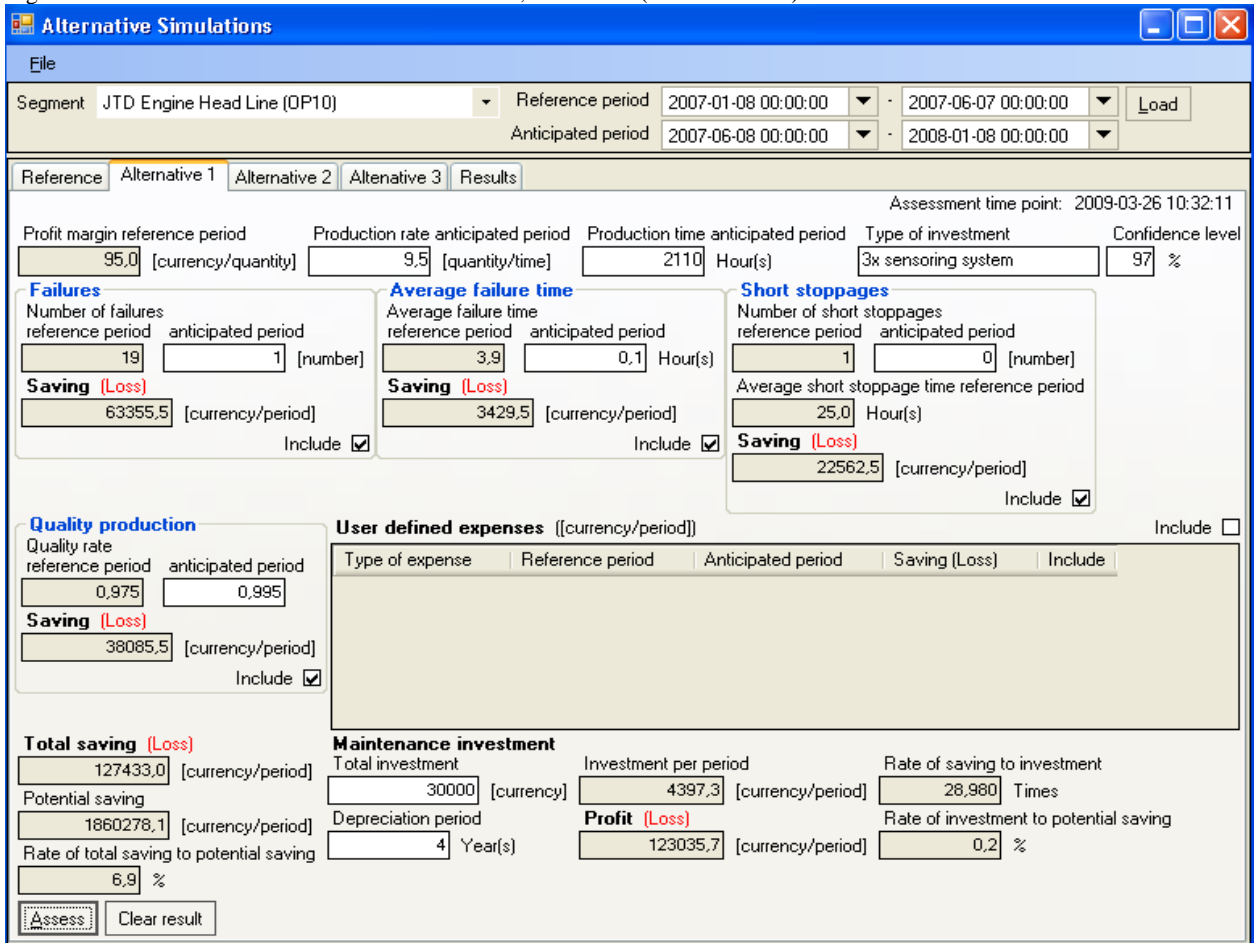 Alternative Simulations
File
Segment JTD Engine Head Line (OP10) Reference period 2007-01-08 00:00:00 - 2007-06-07 00:00:00 Load
Anticipated period 2007-06-08 00:00:00 - 2008-01-08 00:00:00
Reference Alternative 1 Alternative 2 Altenative 3 Results
Assessment time point: 2009-03-26 10:32:11
Profit margin reference period Production rate anticipated period Production time anticipated period Type of investment Confidence level
95,0 [currency/quantity] 9,5 [quantity/time] 2110 Hour(s) 3x sensoring system 97 %
Failures Average failure time Short stoppages
Number of failures Average failure time Number of short stoppages
reference period anticipated period reference period anticipated period reference period anticipated period
19 1 [number] 3,9 0,1 Hour(s) 1 0 [number]
Saving (Loss) Saving (Loss) Average short stoppage time reference period
63355,5 [currency/period] 3429,5 [currency/period] 25,0 Hour(s)
Include Include Saving (Loss)
22562,5 [currency/period]
Include
Quality production User defined expenses ([currency/period]) Include
Quality rate
reference period anticipated period Type of expense Reference period Anticipated period Saving (Loss) Include
0,975 0,995
Saving (Loss)
38085,5 [currency/period]
Include
Total saving (Loss) Maintenance investment
Total investment Investment per period Rate of saving to investment
127433,0 [currency/period] 30000 [currency] 4397,3 [currency/period] 28,980 Times
Potential saving Depreciation period Profit (Loss) Rate of investment to potential saving
1860278,1 [currency/period] 4 Year(s) 123035,7 [currency/period] 0,2 %
Rate of total saving to potential saving
6,9 %
Assess Clear result